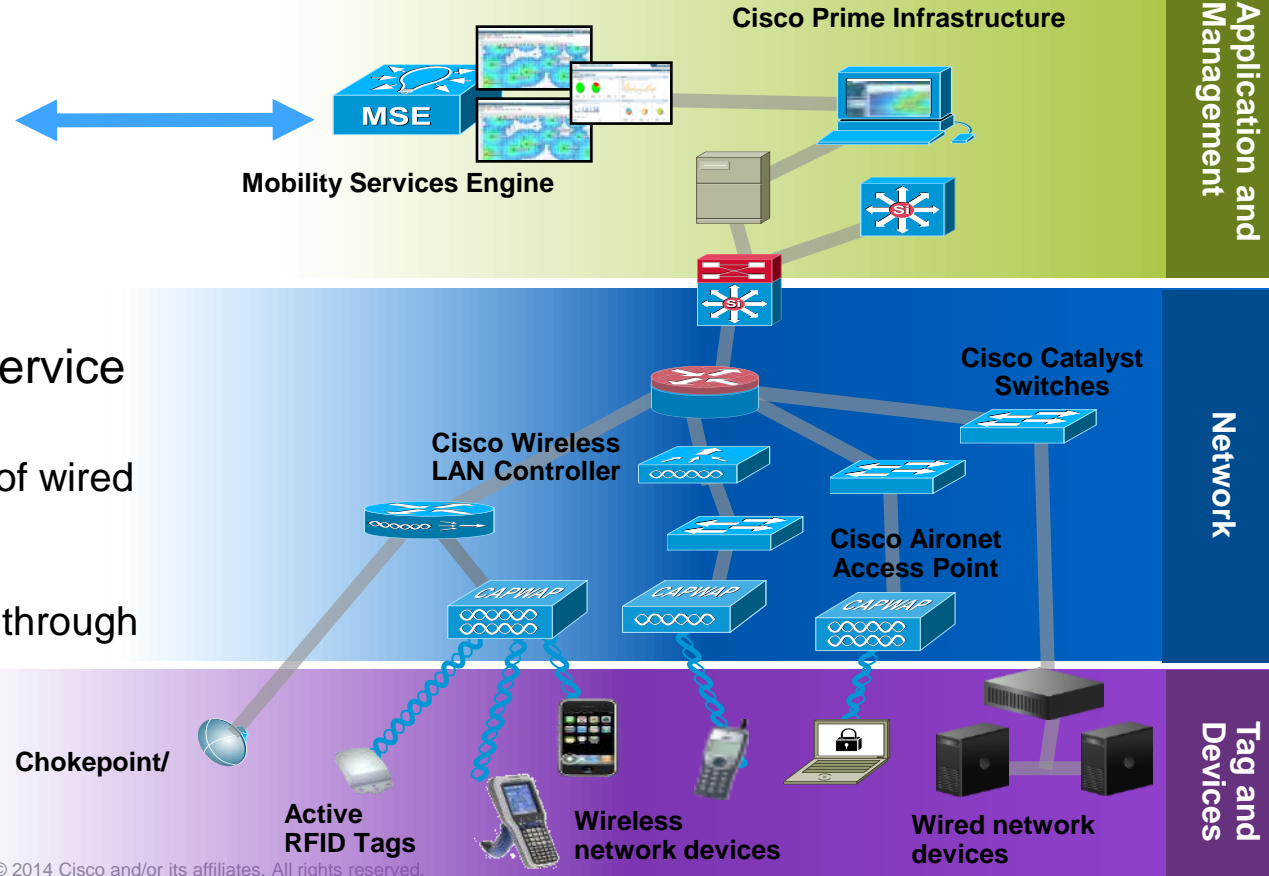 Cisco Prime Infrastructure
MSE
Mobility Services Engine
Si
Si
Application and
Management
ervice
of wired
through
Cisco Catalyst
Switches
Cisco Wireless
LAN Controller
Cisco Aironet
Access Point
CAPWAP
CAPWAP
CAPWAP
Network
Chokepoint/
Active
RFID Tags
Wireless
network devices
Wired network
devices
Tag and
Devices
© 2014 Cisco and/or its affiliates. All rights reserved.